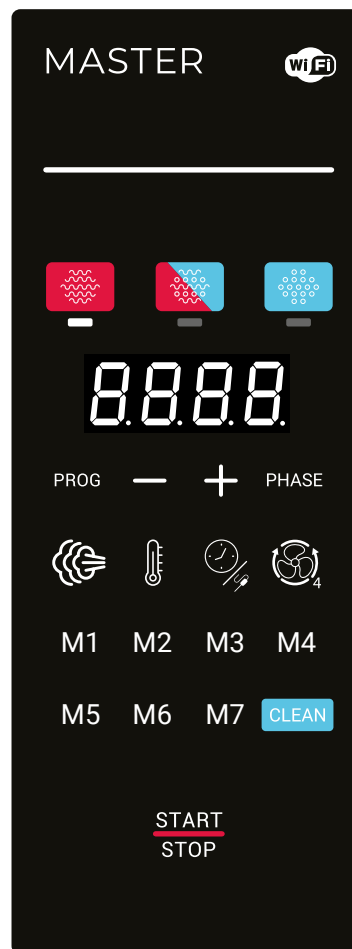 MASTER WiFi
8.8.8.8.
PROG — + PHASE
4
M1 M2 M3 M4
M5 M6 M7 CLEAN
START
STOP